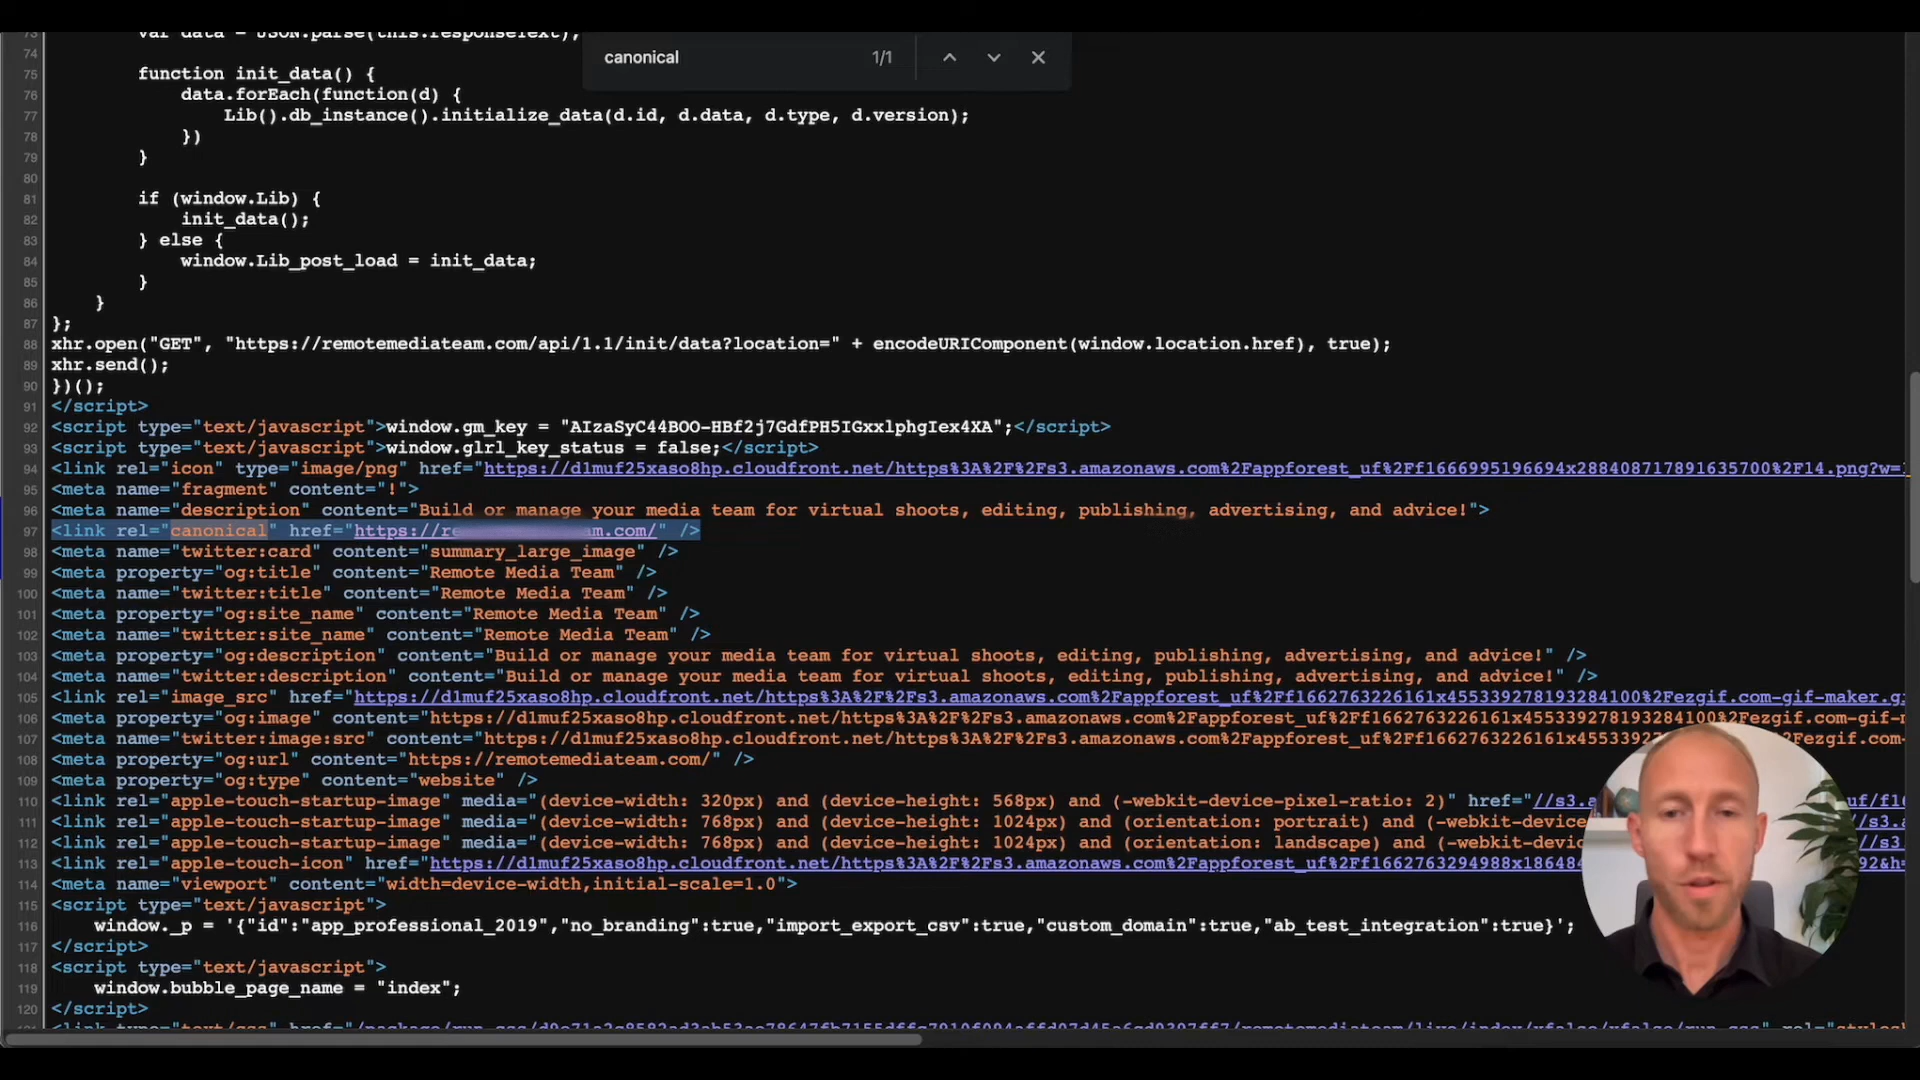 canonical 1/1
73 var data = JSON.parse(this.responseText);
74
75 function init_data() {
76 data.forEach(function(d) {
77 Lib().db_instance().initialize_data(d.id, d.data, d.type, d.version);
78 })
79 }
80
81 if (window.Lib) {
82 init_data();
83 } else {
84 window.Lib_post_load = init_data;
85 }
86 }
87 };
88 xhr.open("GET", "https://remotemediateam.com/api/1.1/init/data?location=" + encodeURIComponent(window.location.href), true);
89 xhr.send();
90 })();
91 </script>
92 <script type="text/javascript">window.gm_key = "AIzaSyC44BOO-HBf2j7GdfPH5IGxxlphgIex4XA";</script>
93 <script type="text/javascript">window.glrl_key_status = false;</script>
94 <link rel="icon" type="image/png" href="https://d1muf25xaso8hp.cloudfront.net/https%3A%2F%2Fs3.amazonaws.com%2Fappforest_uf%2Ff1666995196694x288408717891635700%2F14.png?w=
95 <meta name="fragment" content="!">
96 <meta name="description" content="Build or manage your media team for virtual shoots, editing, publishing, advertising, and advice!">
97 <link rel="canonical" href="https://re am.com/" />
98 <meta name="twitter:card" content="summary_large_image" />
99 <meta property="og:title" content="Remote Media Team" />
100 <meta name="twitter:title" content="Remote Media Team" />
101 <meta property="og:site_name" content="Remote Media Team" />
102 <meta name="twitter:site_name" content="Remote Media Team" />
103 <meta property="og:description" content="Build or manage your media team for virtual shoots, editing, publishing, advertising, and advice!" />
104 <meta name="twitter:description" content="Build or manage your media team for virtual shoots, editing, publishing, advertising, and advice!" />
105 <link rel="image_src" href="https://d1muf25xaso8hp.cloudfront.net/https%3A%2F%2Fs3.amazonaws.com%2Fappforest_uf%2Ff1662763226161x455339278193284100%2Fezgif.com-gif-maker.g
106 <meta property="og:image" content="https://d1muf25xaso8hp.cloudfront.net/https%3A%2F%2Fs3.amazonaws.com%2Fappforest_uf%2Ff1662763226161x455339278193284100%2Fezgif.com-gif-
107 <meta name="twitter:image:src" content="https://d1muf25xaso8hp.cloudfront.net/https%3A%2F%2Fs3.amazonaws.com%2Fappforest_uf%2Ff1662763226161x4553392 Fezgif.com-
108 <meta property="og:url" content="https://remotemediateam.com/" />
109 <meta property="og:type" content="website" />
110 <link rel="apple-touch-startup-image" media="(device-width: 320px) and (device-height: 568px) and (-webkit-device-pixel-ratio: 2)" href="//s3.a uf/f16
111 <link rel="apple-touch-startup-image" media="(device-width: 768px) and (device-height: 1024px) and (orientation: portrait) and (-webkit-device //s3.
112 <link rel="apple-touch-startup-image" media="(device-width: 768px) and (device-height: 1024px) and (orientation: landscape) and (-webkit-devic //s3
113 <link rel="apple-touch-icon" href="https://d1muf25xaso8hp.cloudfront.net/https%3A%2F%2Fs3.amazonaws.com%2Fappforest_uf%2Ff1662763294988x186484 92&h=
114 <meta name="viewport" content="width=device-width,initial-scale=1.0">
115 <script type="text/javascript">
116 window._p = '{"id":"app_professional_2019","no_branding":true,"import_export_csv":true,"custom_domain":true,"ab_test_integration":true}';
117 </script>
118 <script type="text/javascript">
119 window.bubble_page_name = "index";
120 </script>